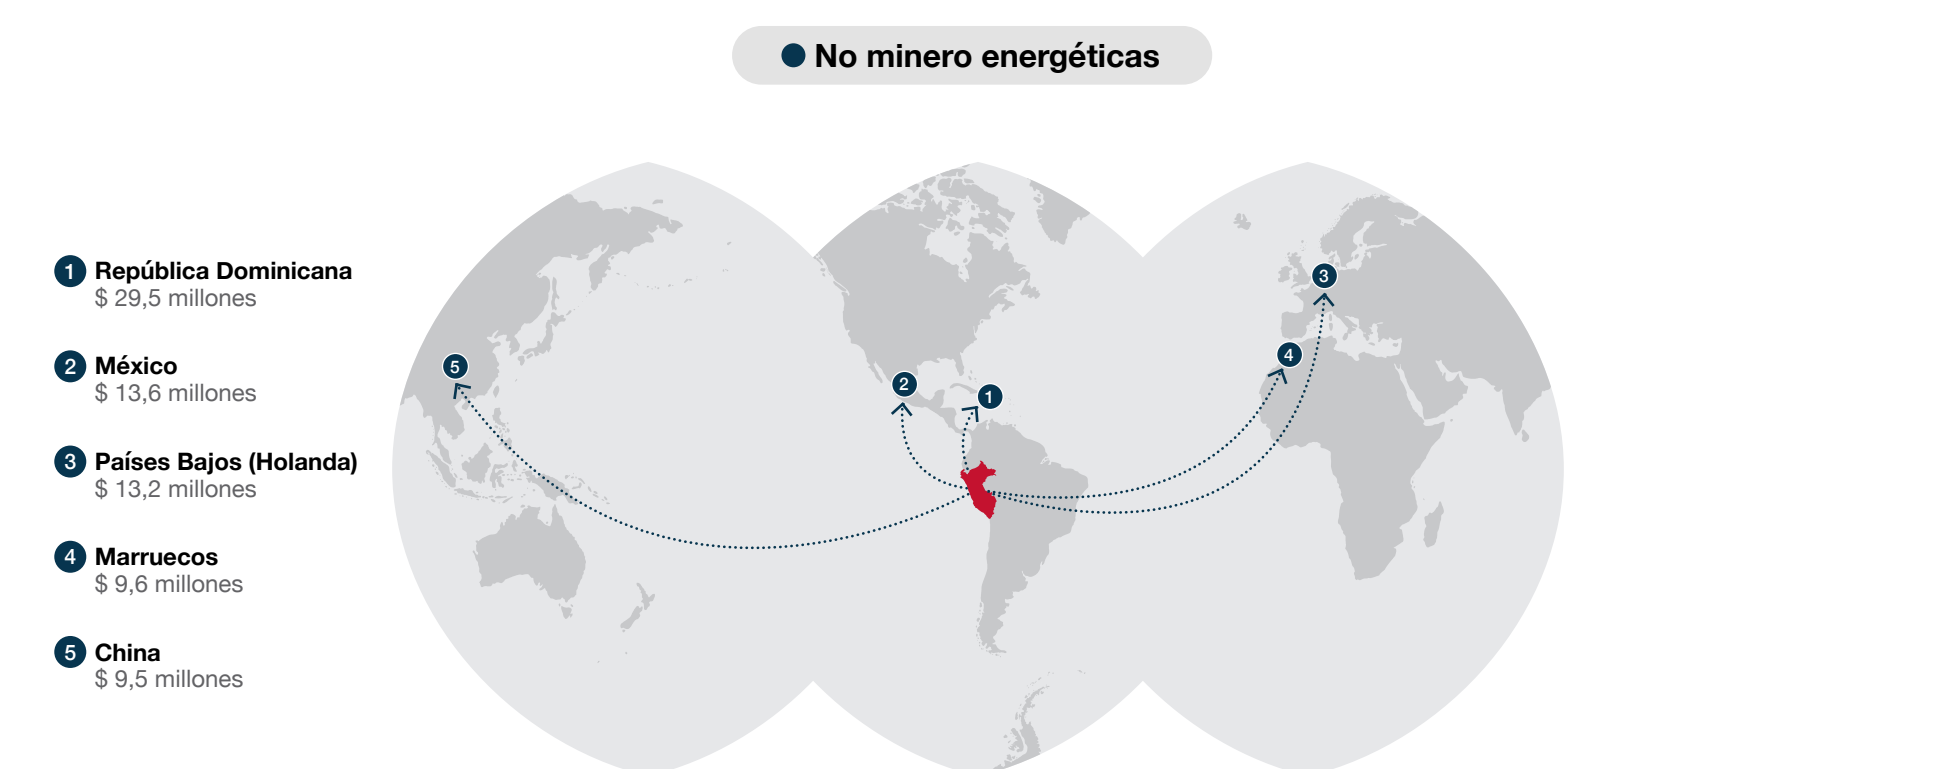 No minero energéticas
1 República Dominicana
$ 29,5 millones
2 México
$ 13,6 millones
3 Países Bajos (Holanda)
$ 13,2 millones
4 Marruecos
$ 9,6 millones
5 China
$ 9,5 millones
5
2
1
4
3